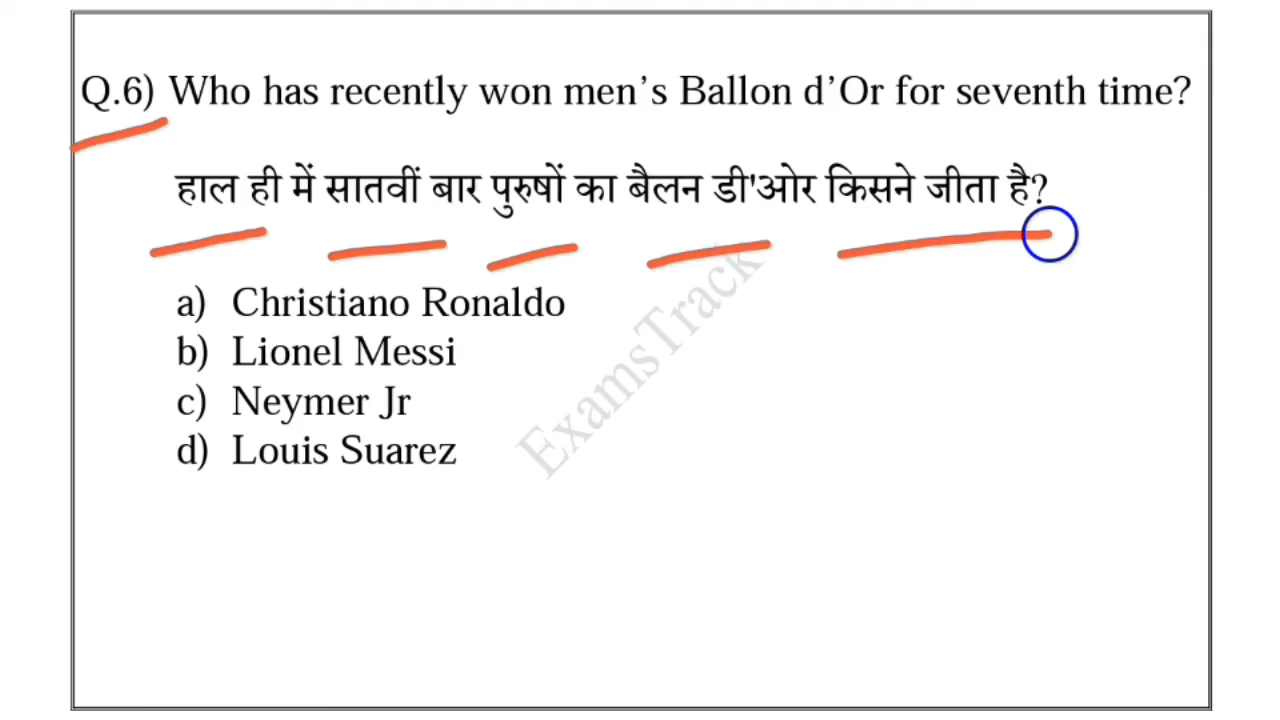 Q.6) Who has recently won men’s Ballon d’Or for seventh time?
हाल ही में सातवीं बार पुरुषों का बैलन डी'ओर किसने जीता है?
a) Christiano Ronaldo
b) Lionel Messi
c) Neymer Jr
d) Louis Suarez
ExamsTrack